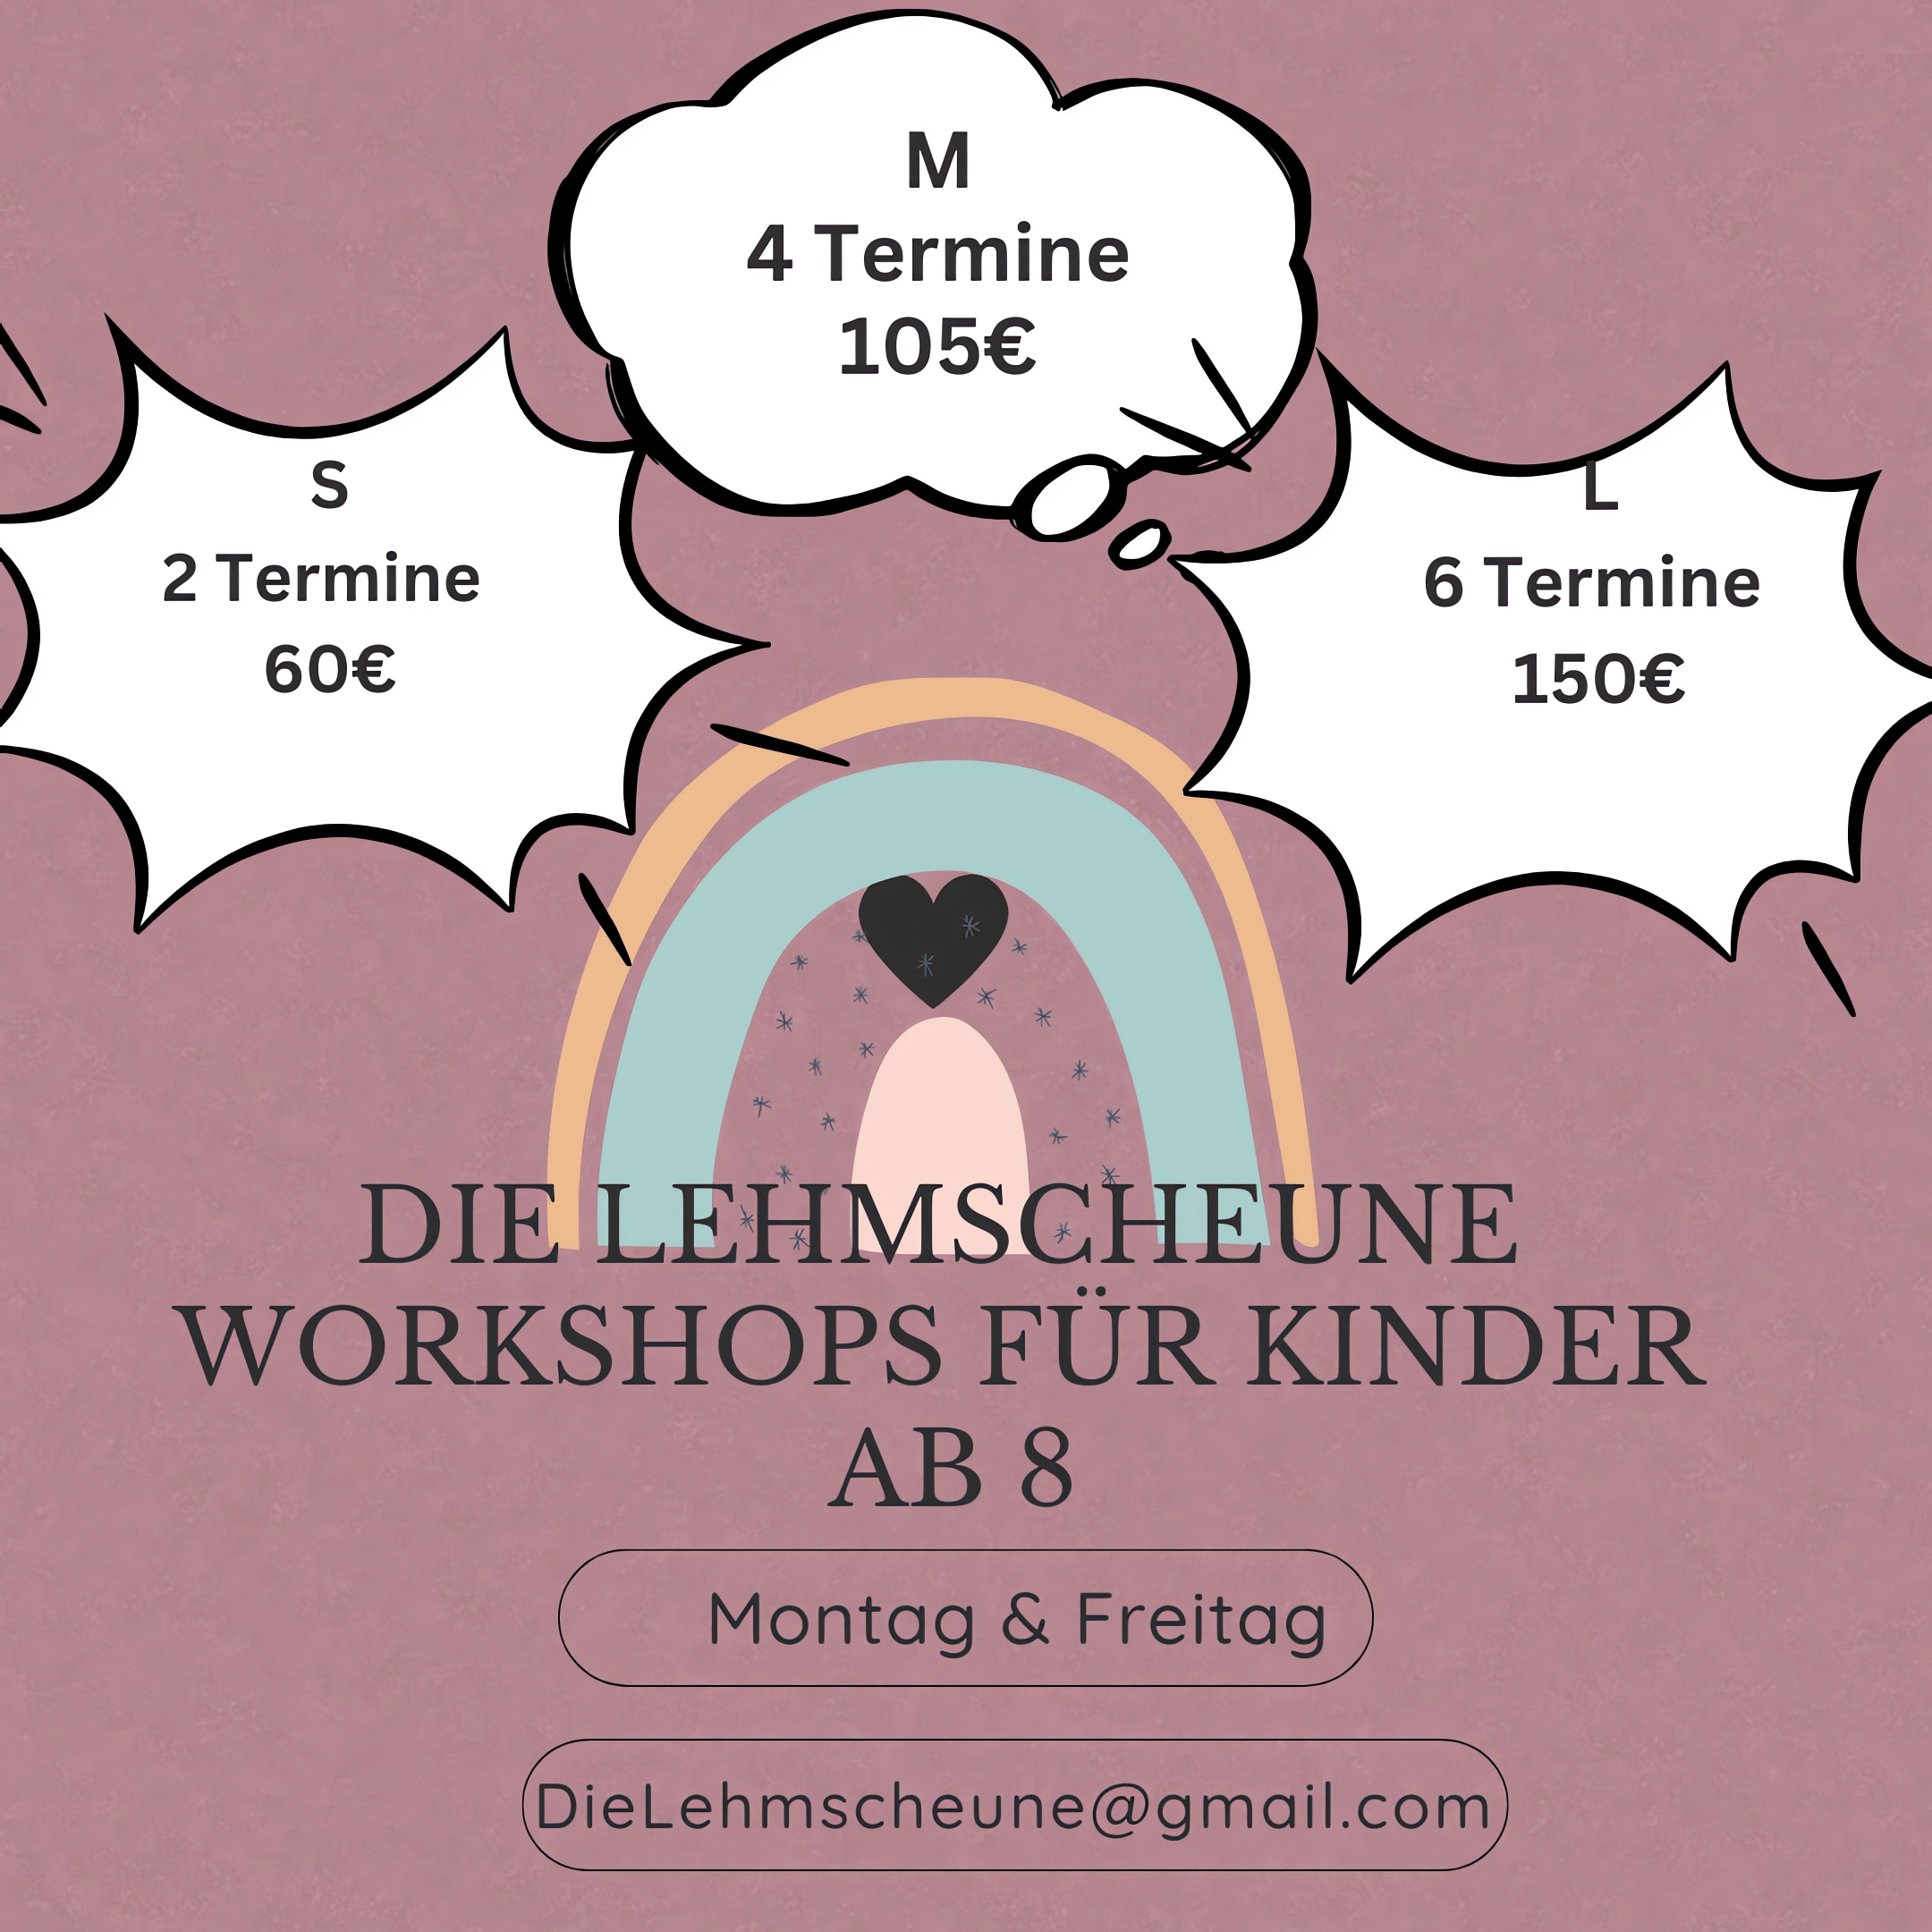 M
4 Termine
105€
S
2 Termine
60€
L
6 Termine
150€
DIE LEHMSCHEUNE
WORKSHOPS FÜR KINDER
AB 8
Montag & Freitag
DieLehmscheune@gmail.com